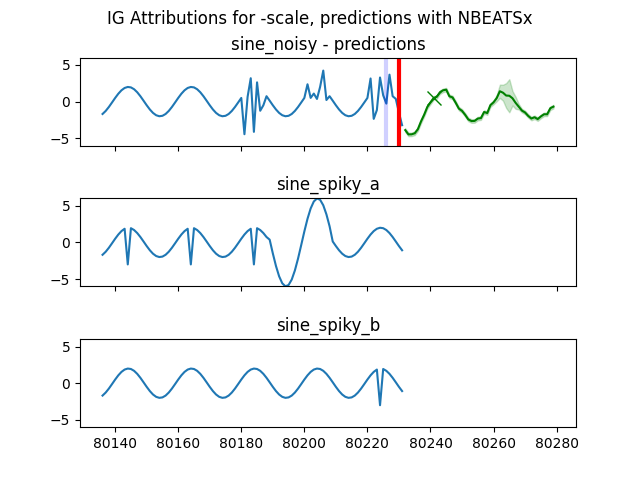 IG Attributions for -scale, predictions with NBEATSx
sine_noisy - predictions
5
0
−5
sine_spiky_a
5
0
−5
sine_spiky_b
5
0
−5
80140 80160 80180 80200 80220 80240 80260 80280